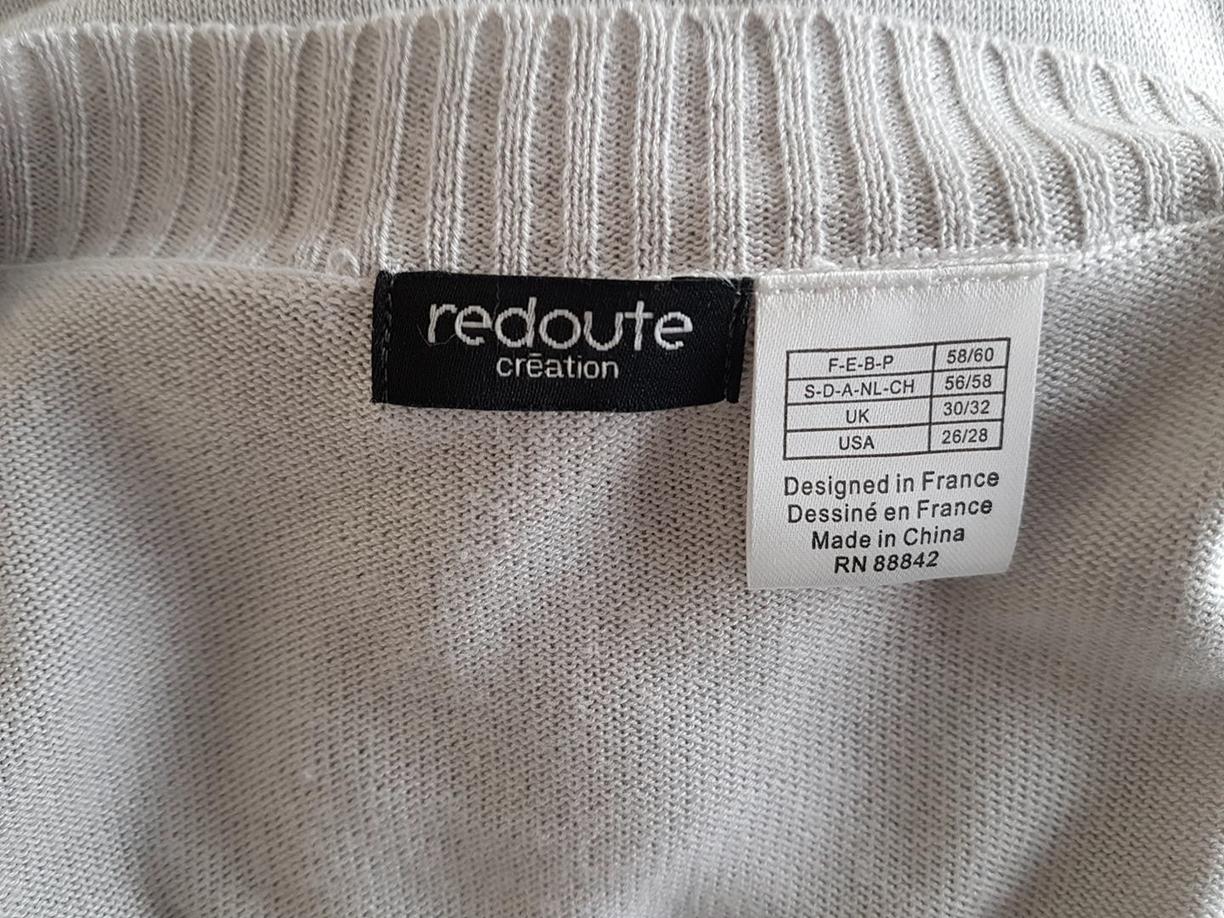 redoute
crēation
F-E-B-P 58/60
S-D-A-NL-CH 56/58
UK 30/32
USA 26/28
Designed in France
Dessiné en France
Made in China
RN 88842